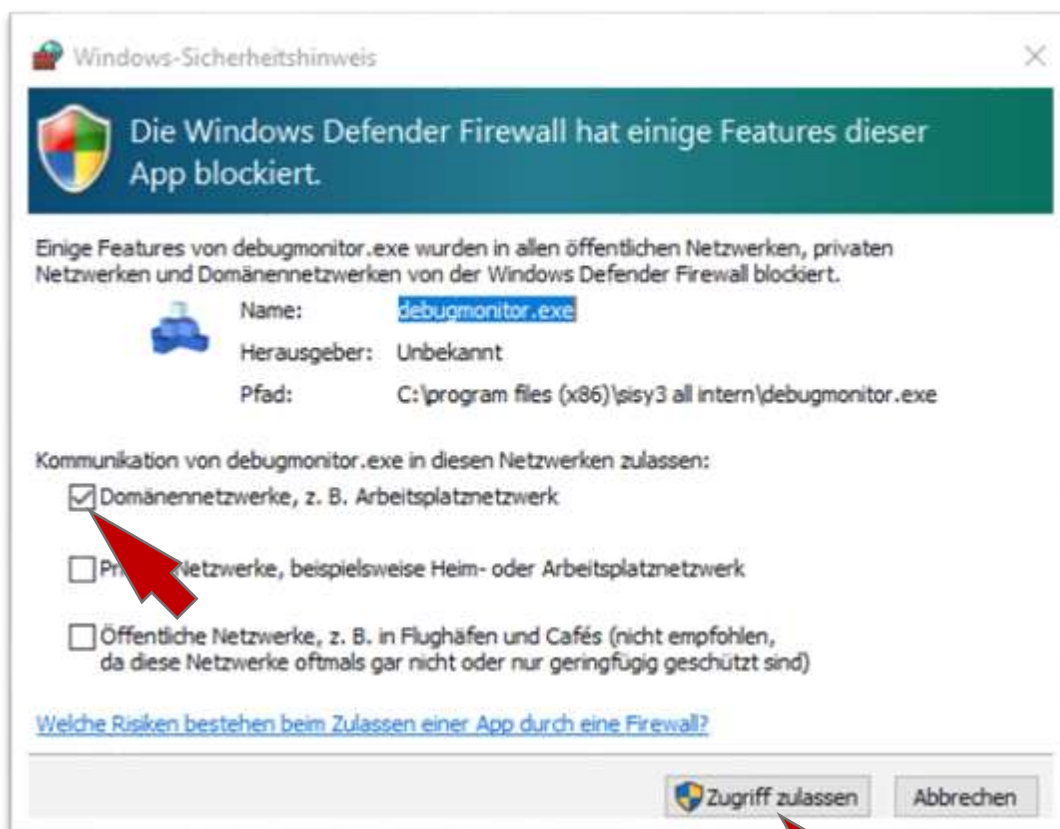 Windows-Sicherheitshinweis
Die Windows Defender Firewall hat einige Features dieser
App blockiert.
Einige Features von debugmonitor.exe wurden in allen öffentlichen Netzwerken, privaten
Netzwerken und Domänennetzwerken von der Windows Defender Firewall blockiert.
Name: debugmonitor.exe
Herausgeber: Unbekannt
Pfad: C:\program files (x86)\sisy3 all intern\debugmonitor.exe
Kommunikation von debugmonitor.exe in diesen Netzwerken zulassen:
Domänennetzwerke, z. B. Arbeitsplatznetzwerk
Netzwerke, beispielsweise Heim- oder Arbeitsplatznetzwerk
Öffentliche Netzwerke, z. B. in Flughäfen und Cafés (nicht empfohlen,
da diese Netzwerke oftmals gar nicht oder nur geringfügig geschützt sind)
Welche Risiken bestehen beim Zulassen einer App durch eine Firewall?
Zugriff zulassen Abbrechen